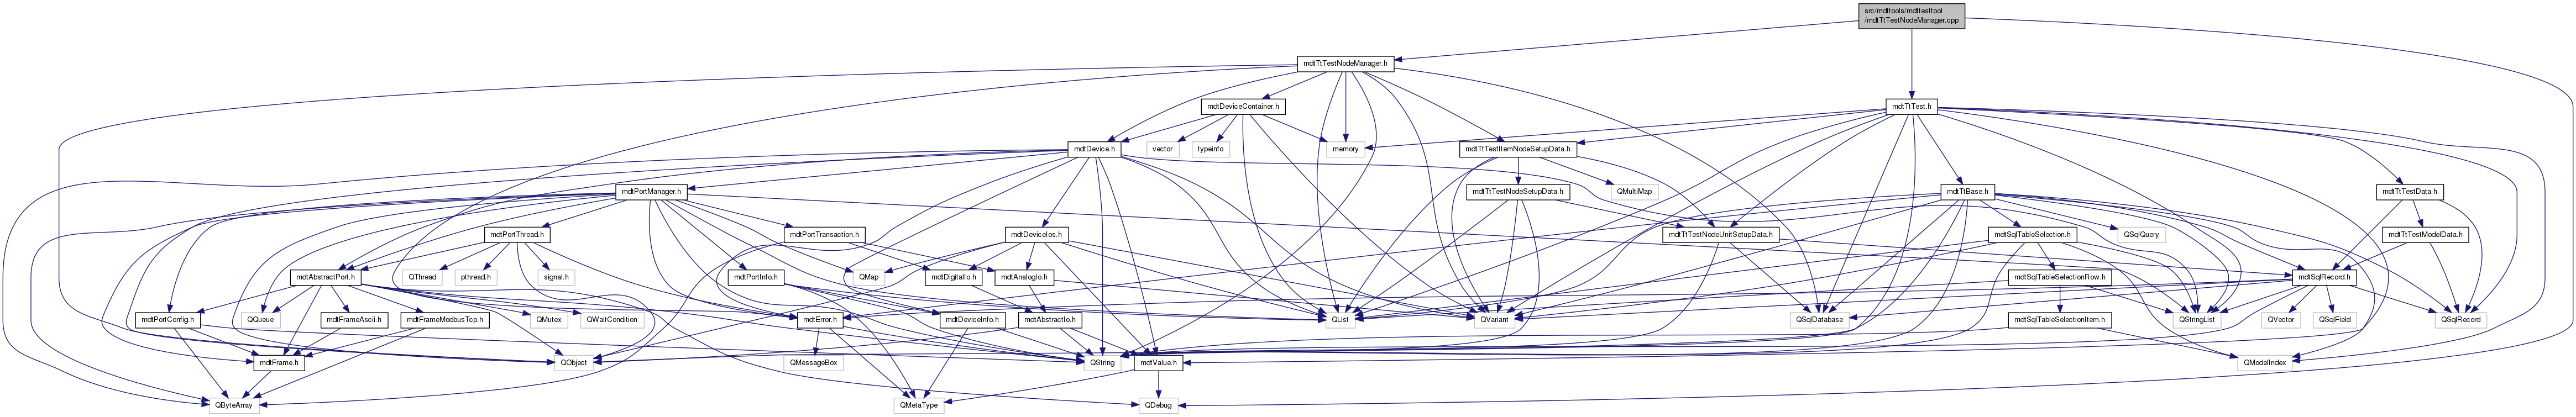 src/mdttools/mdttesttool
/mdtTtTestNodeManager.cpp
mdtTtTestNodeManager.h
mdtDeviceContainer.h
mdtTtTest.h
mdtDevice.h
vector
typeinfo
memory
mdtTtTestItemNodeSetupData.h
mdtPortManager.h
mdtTtTestNodeSetupData.h
QMultiMap
mdtTtBase.h
mdtTtTestData.h
mdtPortThread.h
mdtPortTransaction.h
mdtDeviceIos.h
mdtTtTestNodeUnitSetupData.h
mdtSqlTableSelection.h
QSqlQuery
mdtTtTestModelData.h
mdtAbstractPort.h
QThread
pthread.h
signal.h
mdtPortInfo.h
QMap
mdtDigitalIo.h
mdtAnalogIo.h
mdtSqlTableSelectionRow.h
mdtSqlRecord.h
mdtPortConfig.h
QQueue
mdtFrameAscii.h
mdtFrameModbusTcp.h
QMutex
QWaitCondition
mdtError.h
mdtDeviceInfo.h
mdtAbstractIo.h
QList
QVariant
QSqlDatabase
mdtSqlTableSelectionItem.h
QStringList
QVector
QSqlField
QSqlRecord
mdtFrame.h
QObject
QMessageBox
QString
mdtValue.h
QModelIndex
QByteArray
QMetaType
QDebug